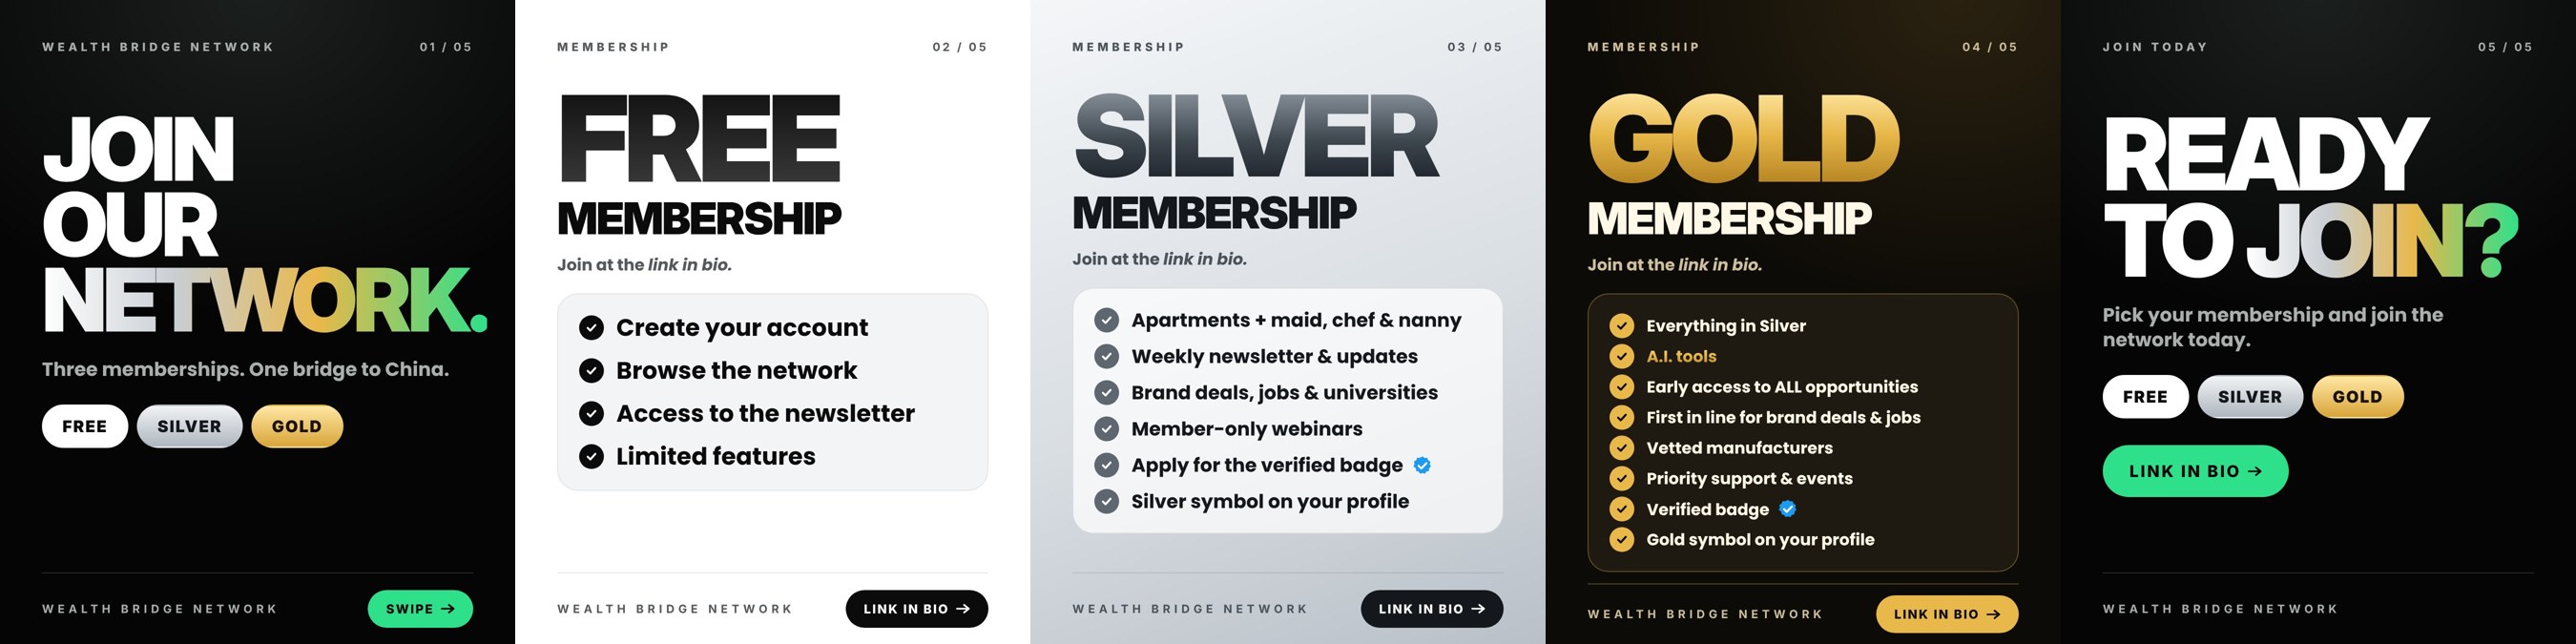 WEALTH BRIDGE NETWORK
01 / 05
JOIN
OUR
NETWORK.
Three memberships. One bridge to China.
FREE
SILVER
GOLD
WEALTH BRIDGE NETWORK
SWIPE →
MEMBERSHIP
02 / 05
FREE
MEMBERSHIP
Join at the link in bio.
Create your account
Browse the network
Access to the newsletter
Limited features
WEALTH BRIDGE NETWORK
LINK IN BIO →
MEMBERSHIP
03 / 05
SILVER
MEMBERSHIP
Join at the link in bio.
Apartments + maid, chef & nanny
Weekly newsletter & updates
Brand deals, jobs & universities
Member-only webinars
Apply for the verified badge
Silver symbol on your profile
WEALTH BRIDGE NETWORK
LINK IN BIO →
MEMBERSHIP
04 / 05
GOLD
MEMBERSHIP
Join at the link in bio.
Everything in Silver
A.I. tools
Early access to ALL opportunities
First in line for brand deals & jobs
Vetted manufacturers
Priority support & events
Verified badge
Gold symbol on your profile
WEALTH BRIDGE NETWORK
LINK IN BIO →
JOIN TODAY
05 / 05
READY
TO JOIN?
Pick your membership and join the
network today.
FREE
SILVER
GOLD
LINK IN BIO →
WEALTH BRIDGE NETWORK